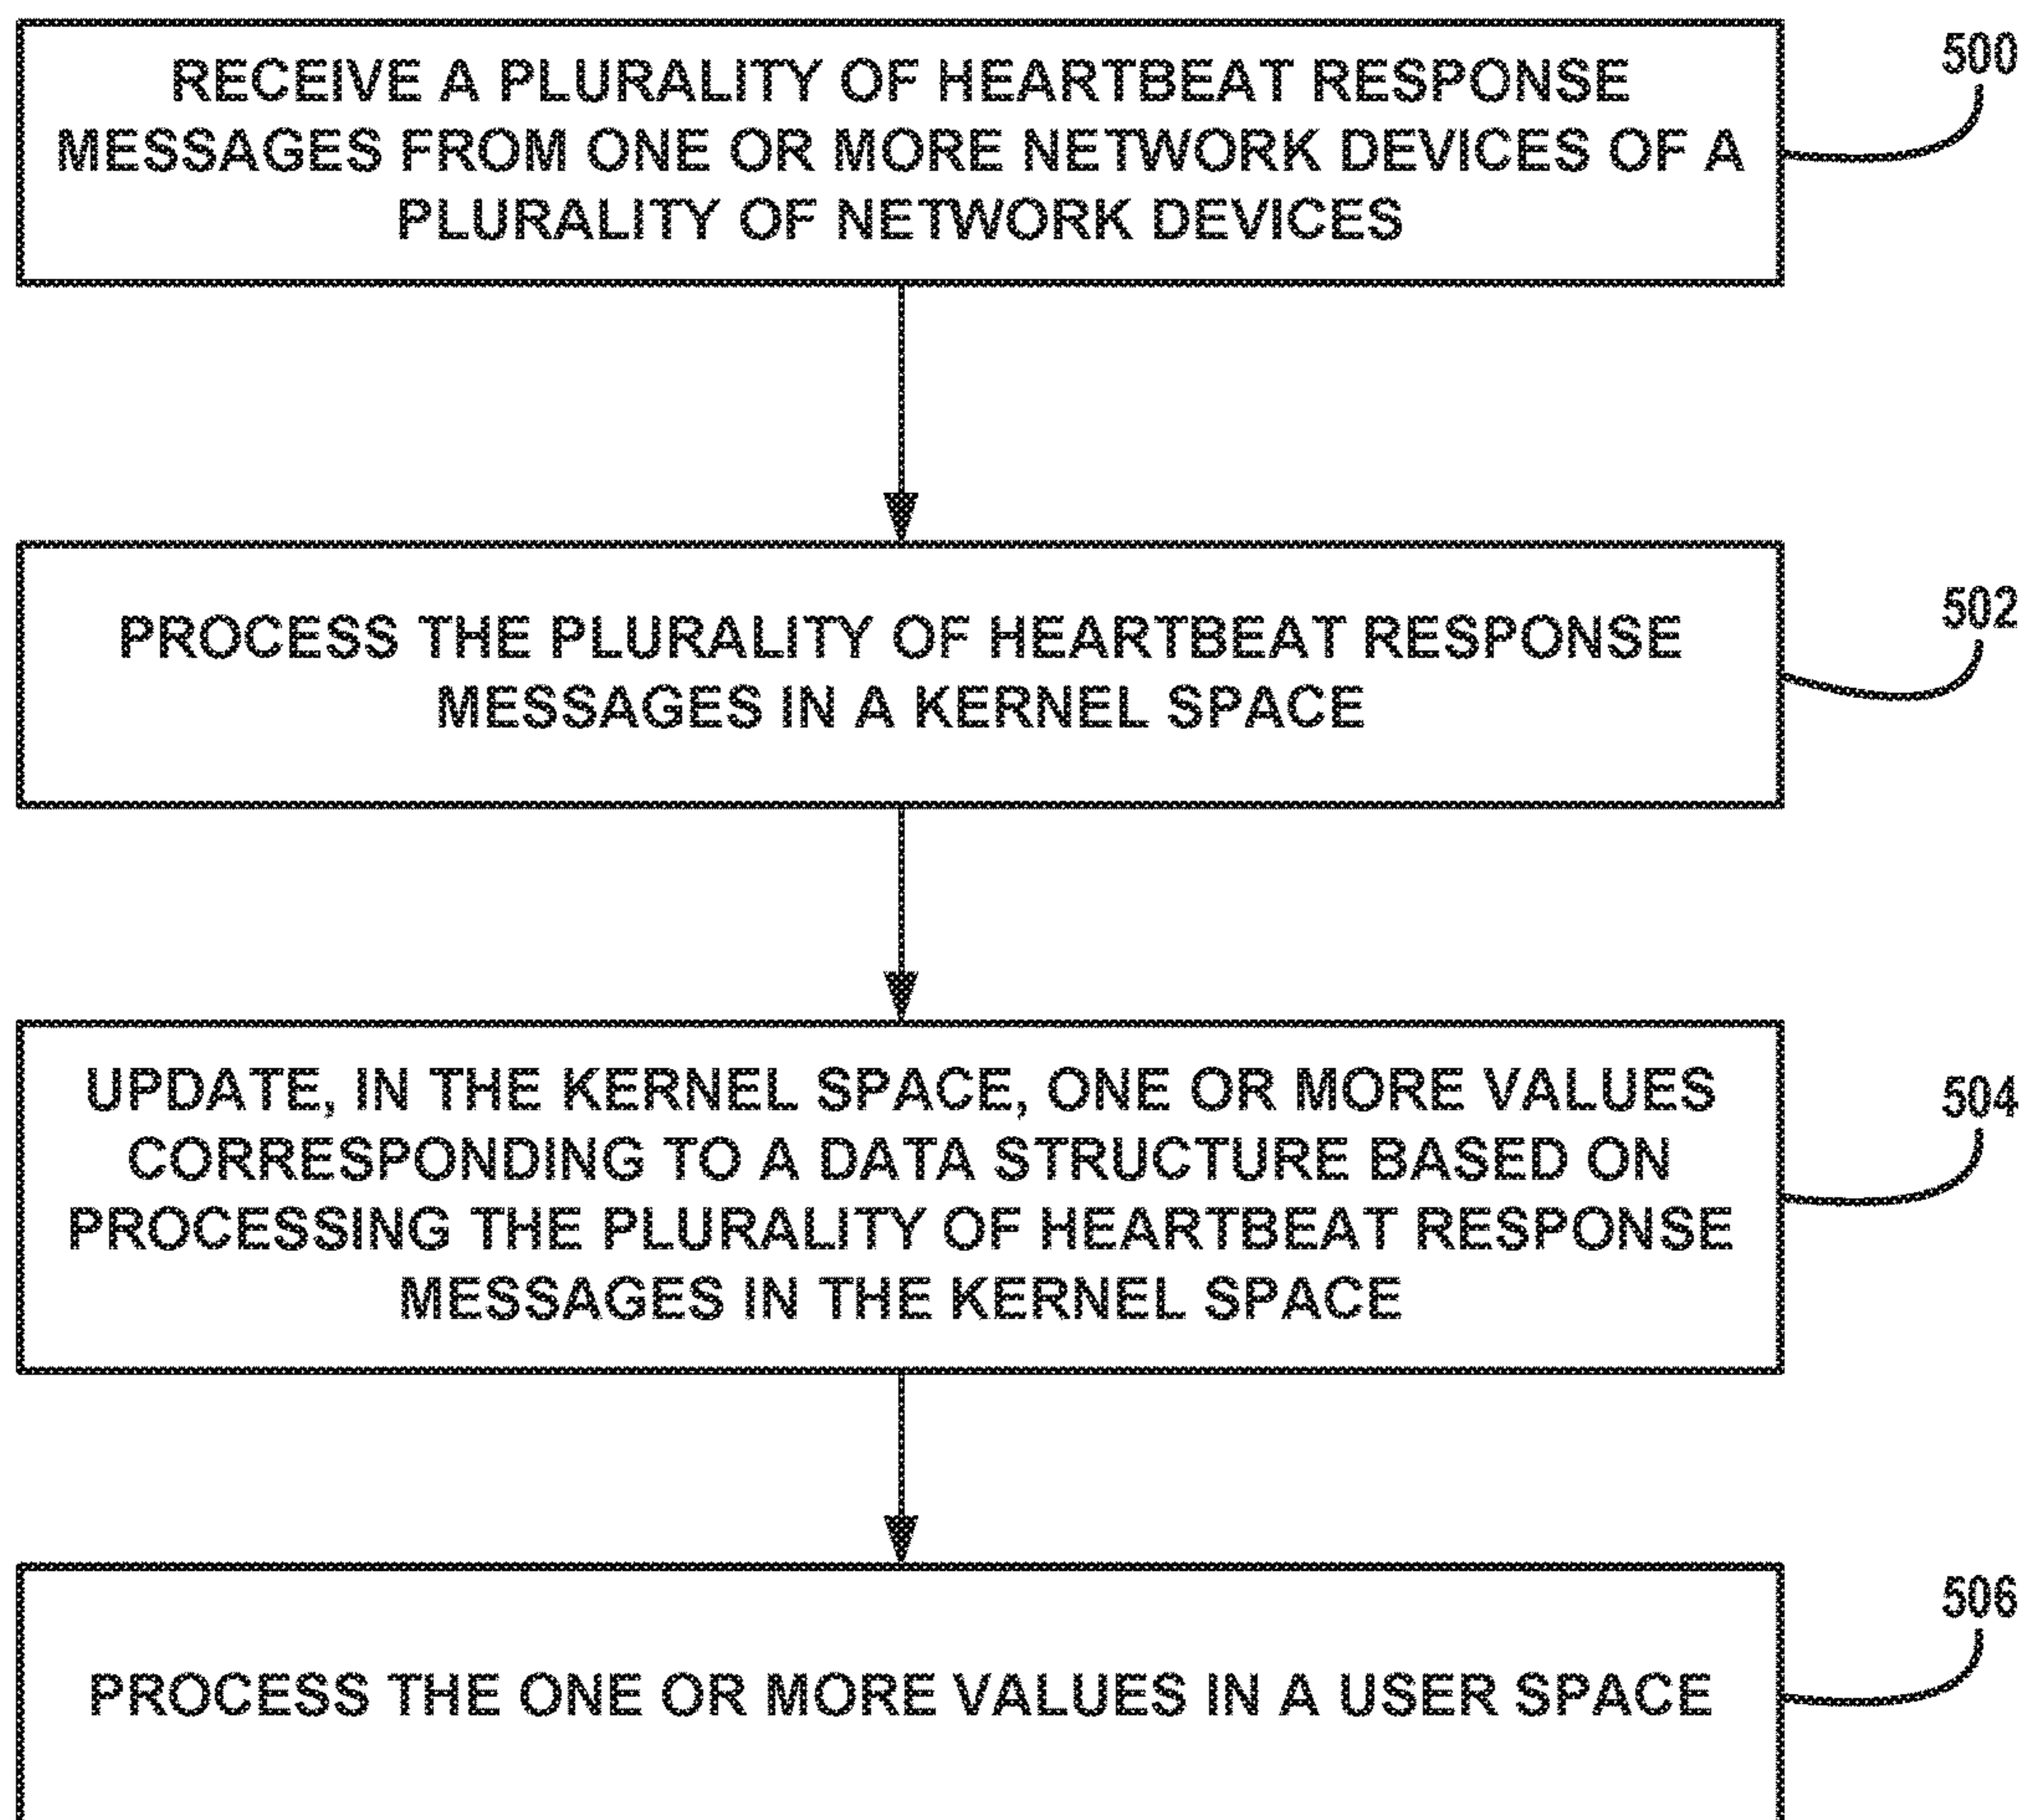 RECEIVE A PLURALITY OF HEARTBEAT RESPONSE
MESSAGES FROM ONE OR MORE NETWORK DEVICES OF A
PLURALITY OF NETWORK DEVICES
500
PROCESS THE PLURALITY OF HEARTBEAT RESPONSE
MESSAGES IN A KERNEL SPACE
502
UPDATE, IN THE KERNEL SPACE, ONE OR MORE VALUES
CORRESPONDING TO A DATA STRUCTURE BASED ON
PROCESSING THE PLURALITY OF HEARTBEAT RESPONSE
MESSAGES IN THE KERNEL SPACE
504
PROCESS THE ONE OR MORE VALUES IN A USER SPACE
506